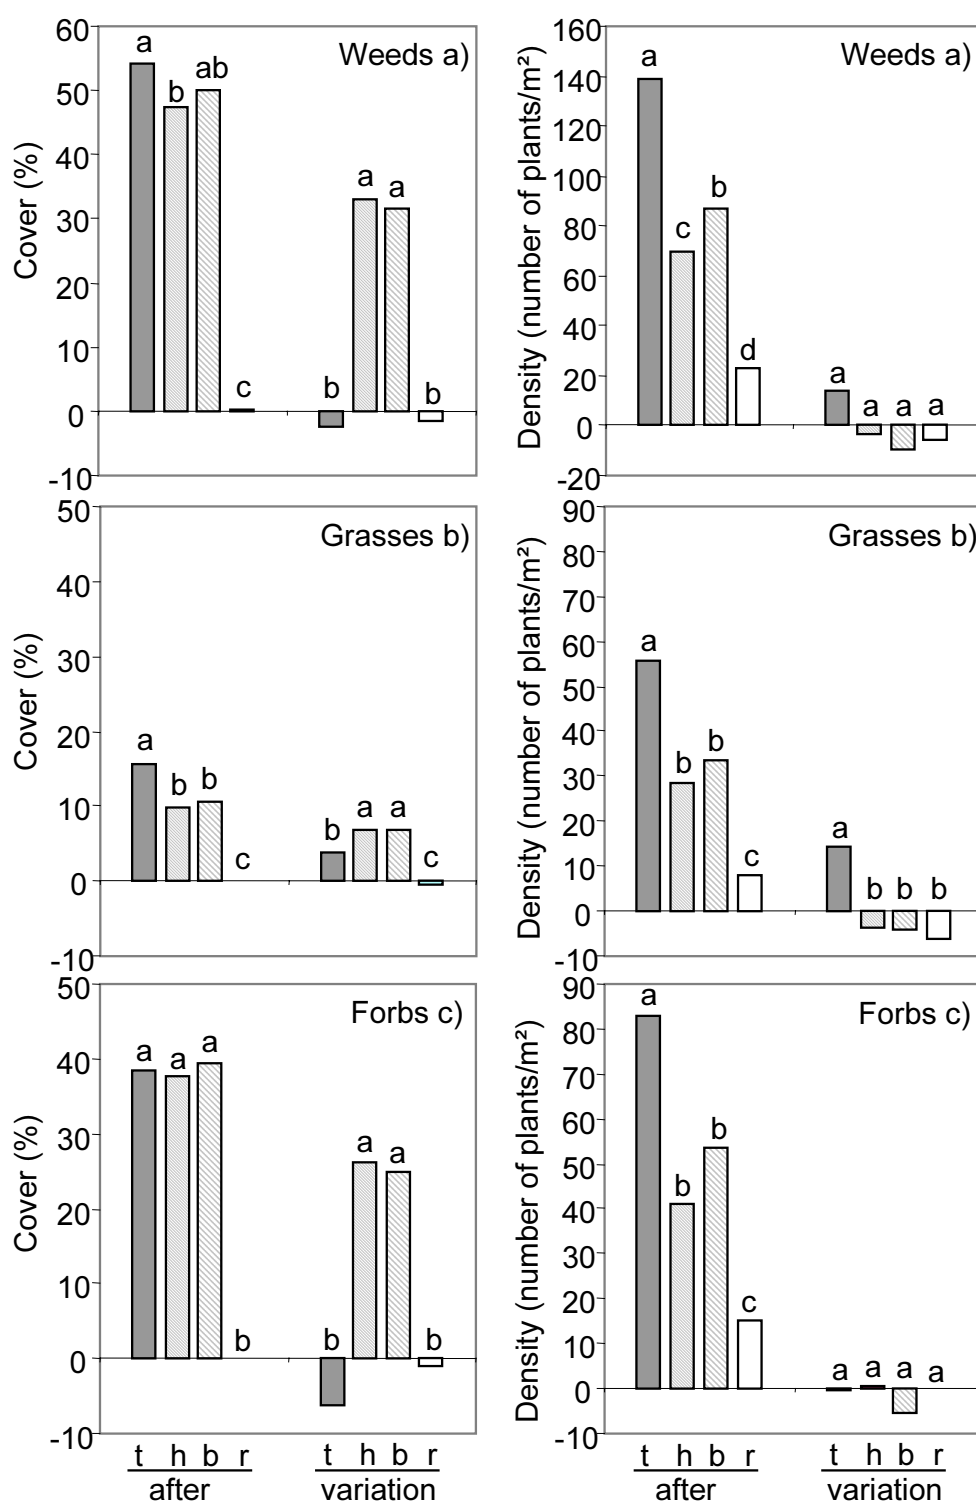 Weeds a)
Cover (%)
60
50
40
30
20
10
0
-10
a
b
ab
c
b
a
a
b
Weeds a)
Density (number of plants/m²)
160
140
120
100
80
60
40
20
0
-20
a
c
b
d
a
a
a
a
Grasses b)
Cover (%)
50
40
30
20
10
0
-10
a
b
b
c
b
a
a
c
Grasses b)
Density (number of plants/m²)
90
80
70
60
50
40
30
20
10
0
-10
a
b
b
c
a
b
b
b
Forbs c)
Cover (%)
50
40
30
20
10
0
-10
a
a
a
b
b
a
a
b
t h b r t h b r
after variation
Forbs c)
Density (number of plants/m²)
90
80
70
60
50
40
30
20
10
0
-10
a
b
b
c
a
a
a
a
t h b r t h b r
after variation